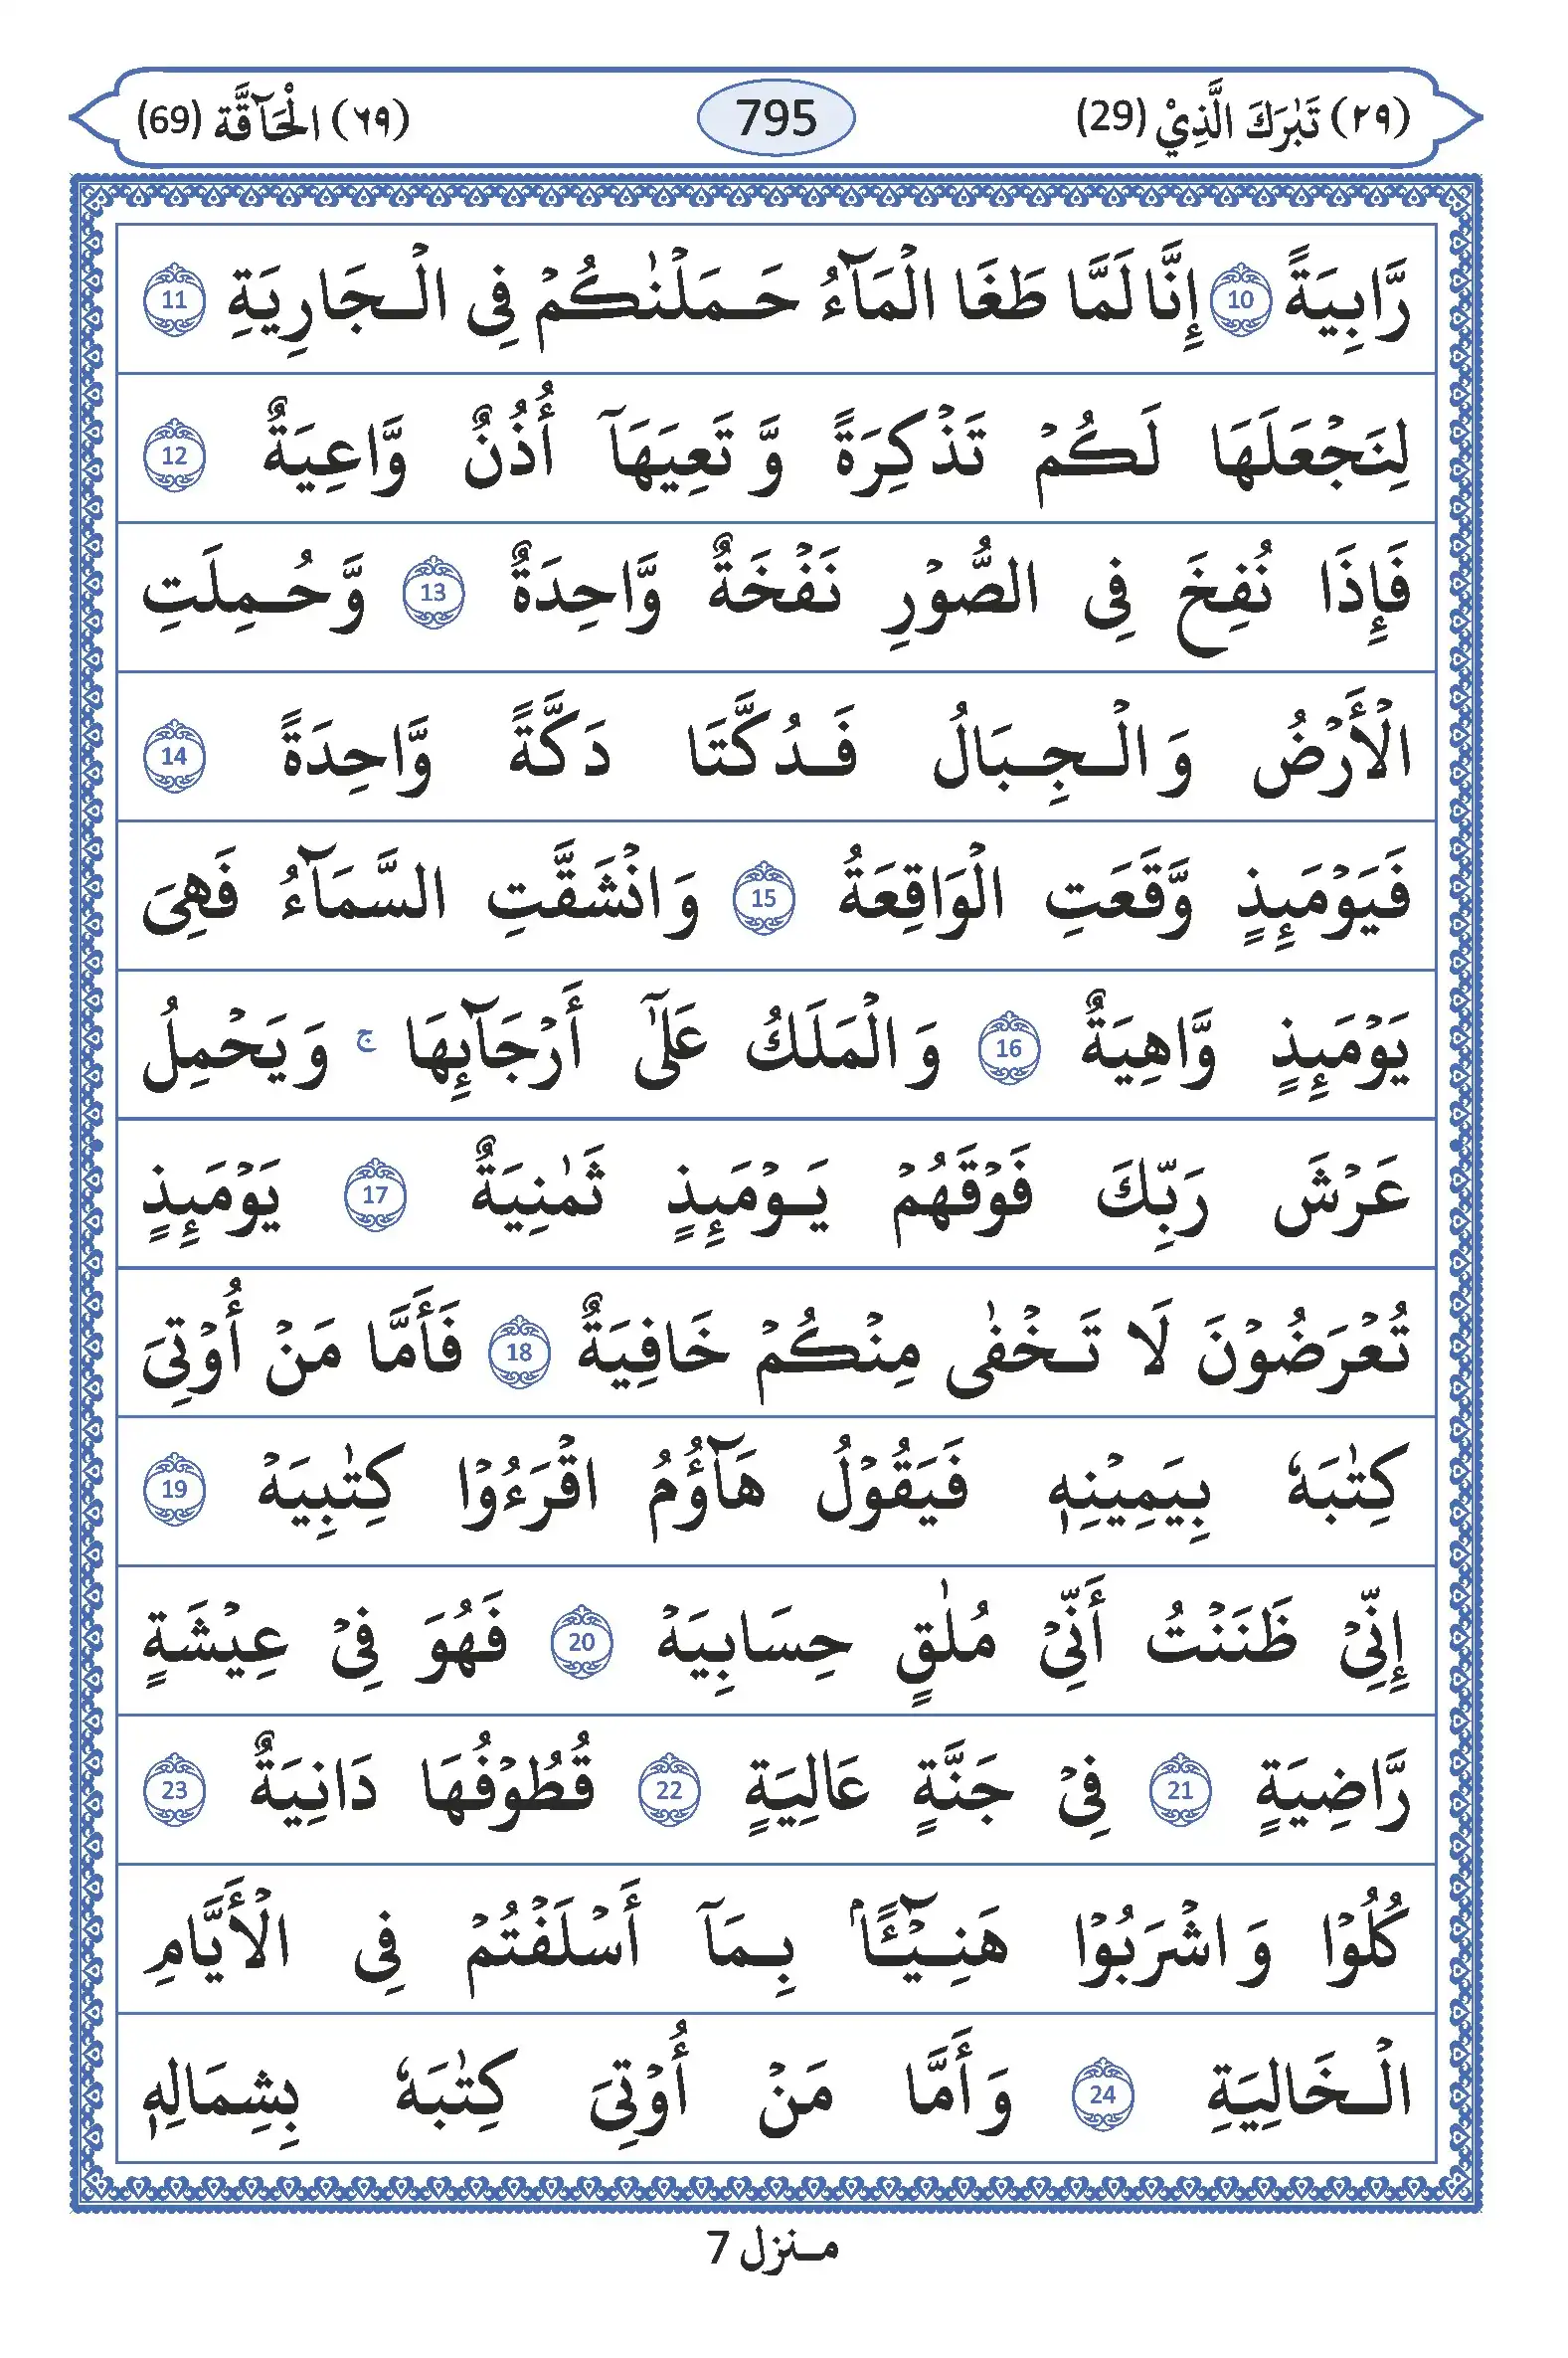 (٢٩) تَبٰرَكَ الَّذِيْ (29) 795 (٦٩) الْحَآقَّة (69)
رَّابِيَةً 10 إِنَّا لَمَّا طَغَا الْمَآءُ حَمَلْنٰكُمْ فِى الْجَارِيَةِ 11
لِنَجْعَلَهَا لَكُمْ تَذْكِرَةً وَّ تَعِيَهَآ أُذُنٌ وَّاعِيَةٌ 12
فَإِذَا نُفِخَ فِى الصُّوْرِ نَفْخَةٌ وَّاحِدَةٌ 13 وَّحُمِلَتِ
الْأَرْضُ وَالْجِبَالُ فَدُكَّتَا دَكَّةً وَّاحِدَةً 14
فَيَوْمَئِذٍ وَّقَعَتِ الْوَاقِعَةُ 15 وَانْشَقَّتِ السَّمَآءُ فَهِىَ
يَوْمَئِذٍ وَّاهِيَةٌ 16 وَالْمَلَكُ عَلٰٓى أَرْجَآئِهَا ج وَيَحْمِلُ
عَرْشَ رَبِّكَ فَوْقَهُمْ يَوْمَئِذٍ ثَمٰنِيَةٌ 17 يَوْمَئِذٍ
تُعْرَضُوْنَ لَا تَخْفٰى مِنْكُمْ خَافِيَةٌ 18 فَأَمَّا مَنْ أُوْتِىَ
كِتٰبَهٗ بِيَمِيْنِهٖ فَيَقُوْلُ هَآؤُمُ اقْرَءُوْا كِتٰبِيَهْ 19
إِنِّىْ ظَنَنْتُ أَنِّىْ مُلٰقٍ حِسَابِيَهْ 20 فَهُوَ فِىْ عِيْشَةٍ
رَّاضِيَةٍ 21 فِىْ جَنَّةٍ عَالِيَةٍ 22 قُطُوْفُهَا دَانِيَةٌ 23
كُلُوْا وَاشْرَبُوْا هَنِيْٓـًٔاۢ بِمَآ أَسْلَفْتُمْ فِى الْأَيَّامِ
الْخَالِيَةِ 24 وَأَمَّا مَنْ أُوْتِىَ كِتٰبَهٗ بِشِمَالِهٖ
منزل 7